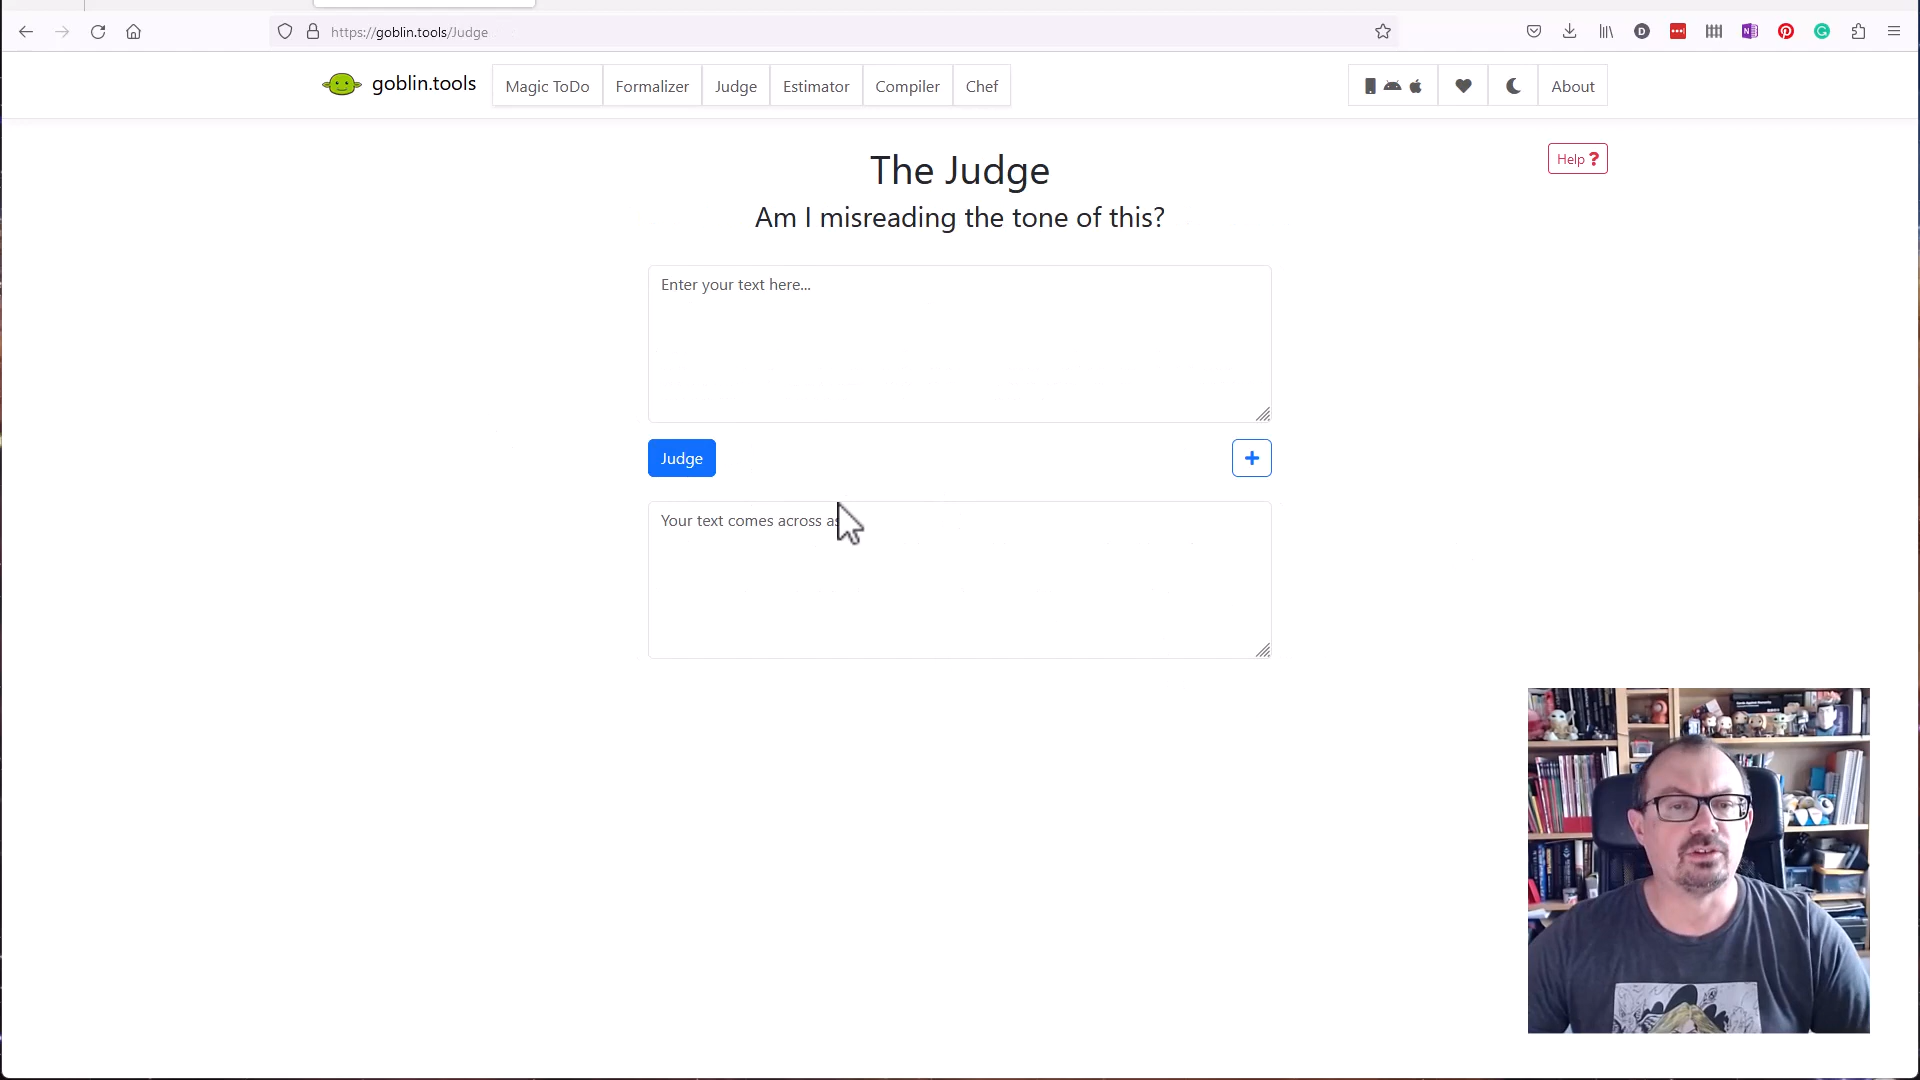 https://goblin.tools/Judge
goblin.tools
Magic ToDo
Formalizer
Judge
Estimator
Compiler
Chef
About
Help ?
The Judge
Am I misreading the tone of this?
Enter your text here...
Judge
Your text comes across as